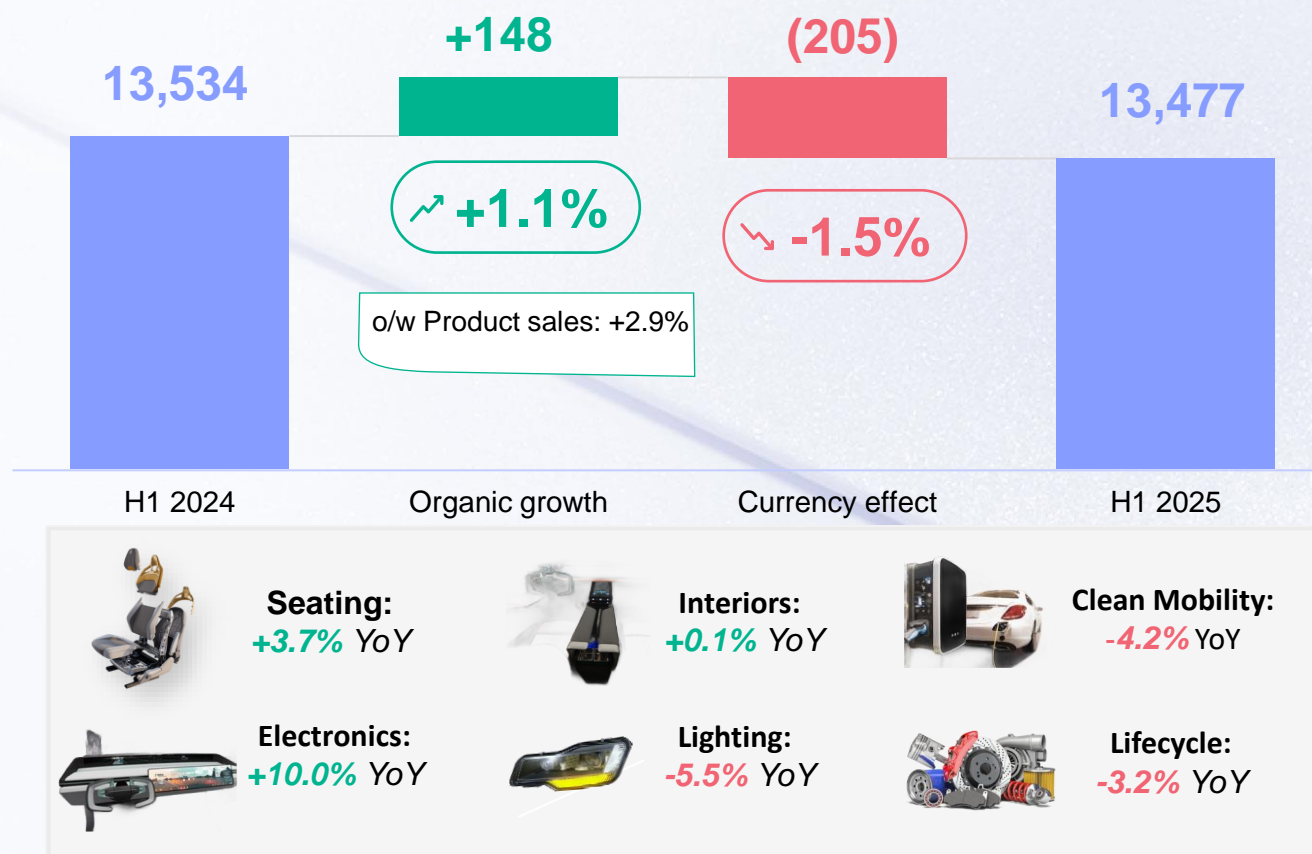 +148
(205)
13,534
13,477
+1.1%
-1.5%
o/w Product sales: +2.9%
H1 2024
Organic growth
Currency effect
H1 2025
Seating:
+3.7% YoY
Interiors:
+0.1% YoY
Clean Mobility:
-4.2% YoY
Electronics:
+10.0% YoY
Lighting:
-5.5% YoY
Lifecycle:
-3.2% YoY